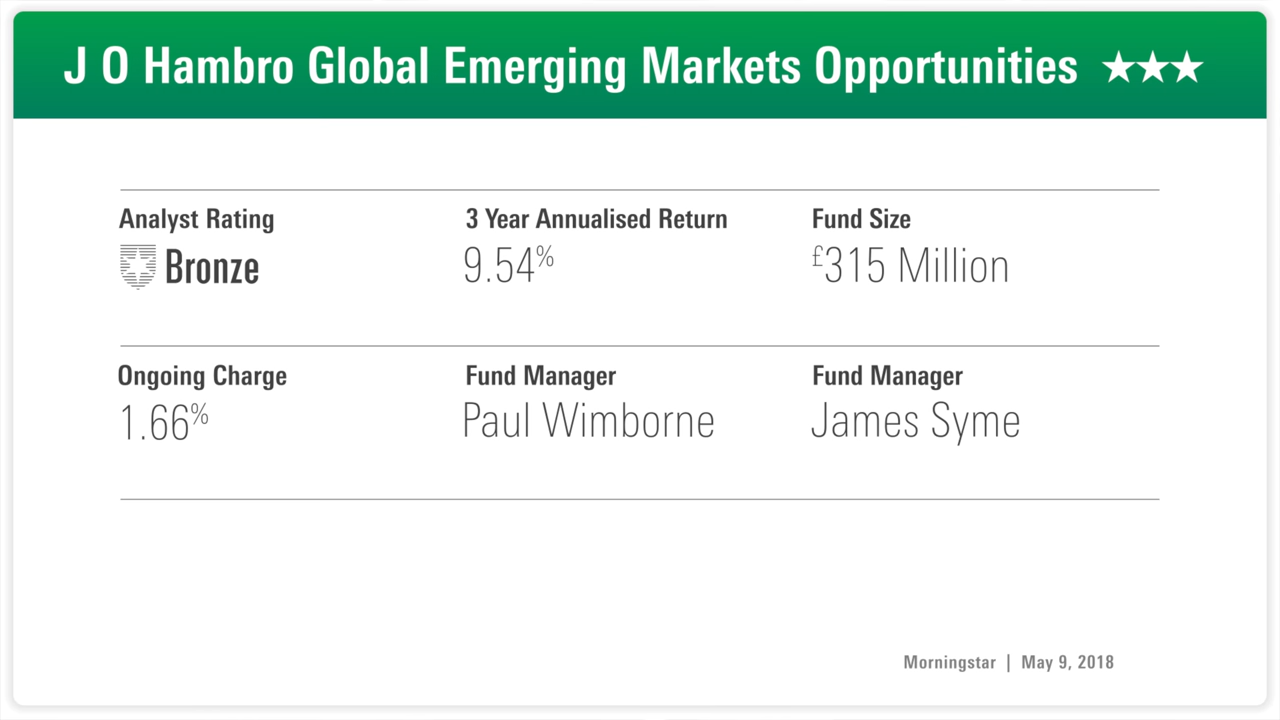 J O Hambro Global Emerging Markets Opportunities ★★★
Analyst Rating
Bronze
3 Year Annualised Return
9.54%
Fund Size
£315 Million
Ongoing Charge
1.66%
Fund Manager
Paul Wimborne
Fund Manager
James Syme
Morningstar | May 9, 2018